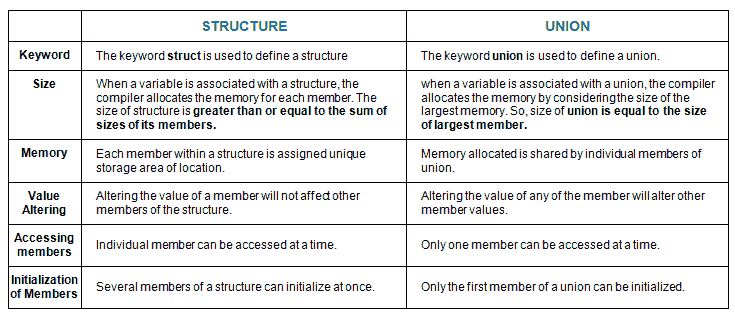 STRUCTURE UNION
Keyword The keyword struct is used to define a structure The keyword union is used to define a union.
Size
When a variable is associated with a structure, the
compiler allocates the memory for each member. The
size of structure is greater than or equal to the sum of
sizes of its members.
when a variable is associated with a union, the compiler
allocates the memory by considering the size of the
largest memory. So, size of union is equal to the size
of largest member.
Memory
Each member within a structure is assigned unique
storage area of location.
Memory allocated is shared by individual members of
union.
Value
Altering
Altering the value of a member will not affect other
members of the structure.
Altering the value of any of the member will alter other
member values.
Accessing
members
Individual member can be accessed at a time.
Only one member can be accessed at a time.
Initialization
of Members
Several members of a structure can initialize at once.
Only the first member of a union can be initialized.